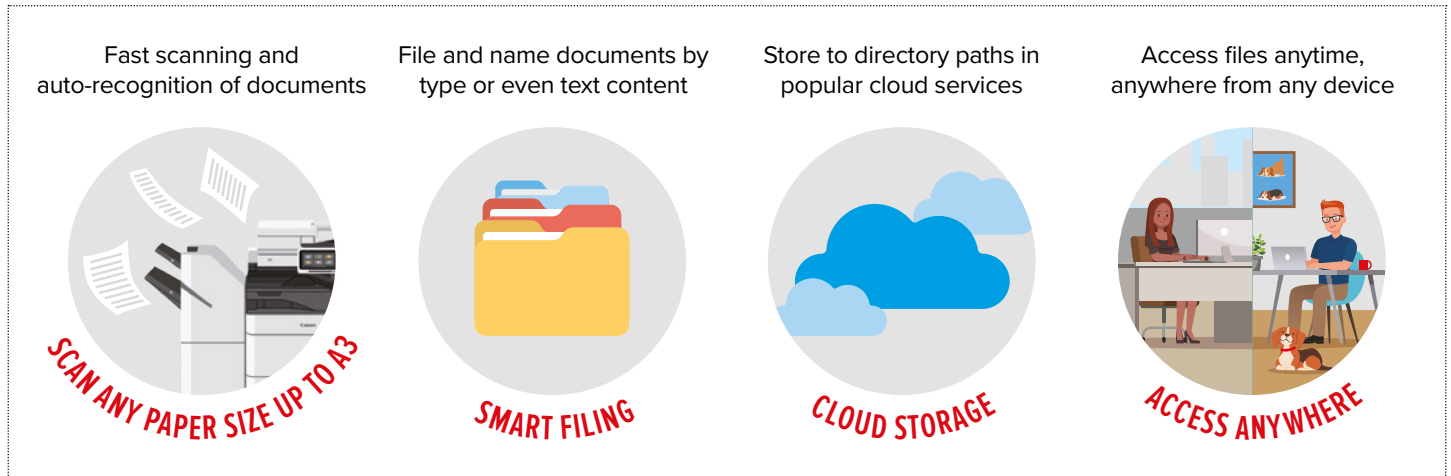 Fast scanning and
auto-recognition of documents
SCAN ANY PAPER SIZE UP TO A3
File and name documents by
type or even text content
SMART FILING
Store to directory paths in
popular cloud services
CLOUD STORAGE
Access files anytime,
anywhere from any device
ACCESS ANYWHERE
Canon